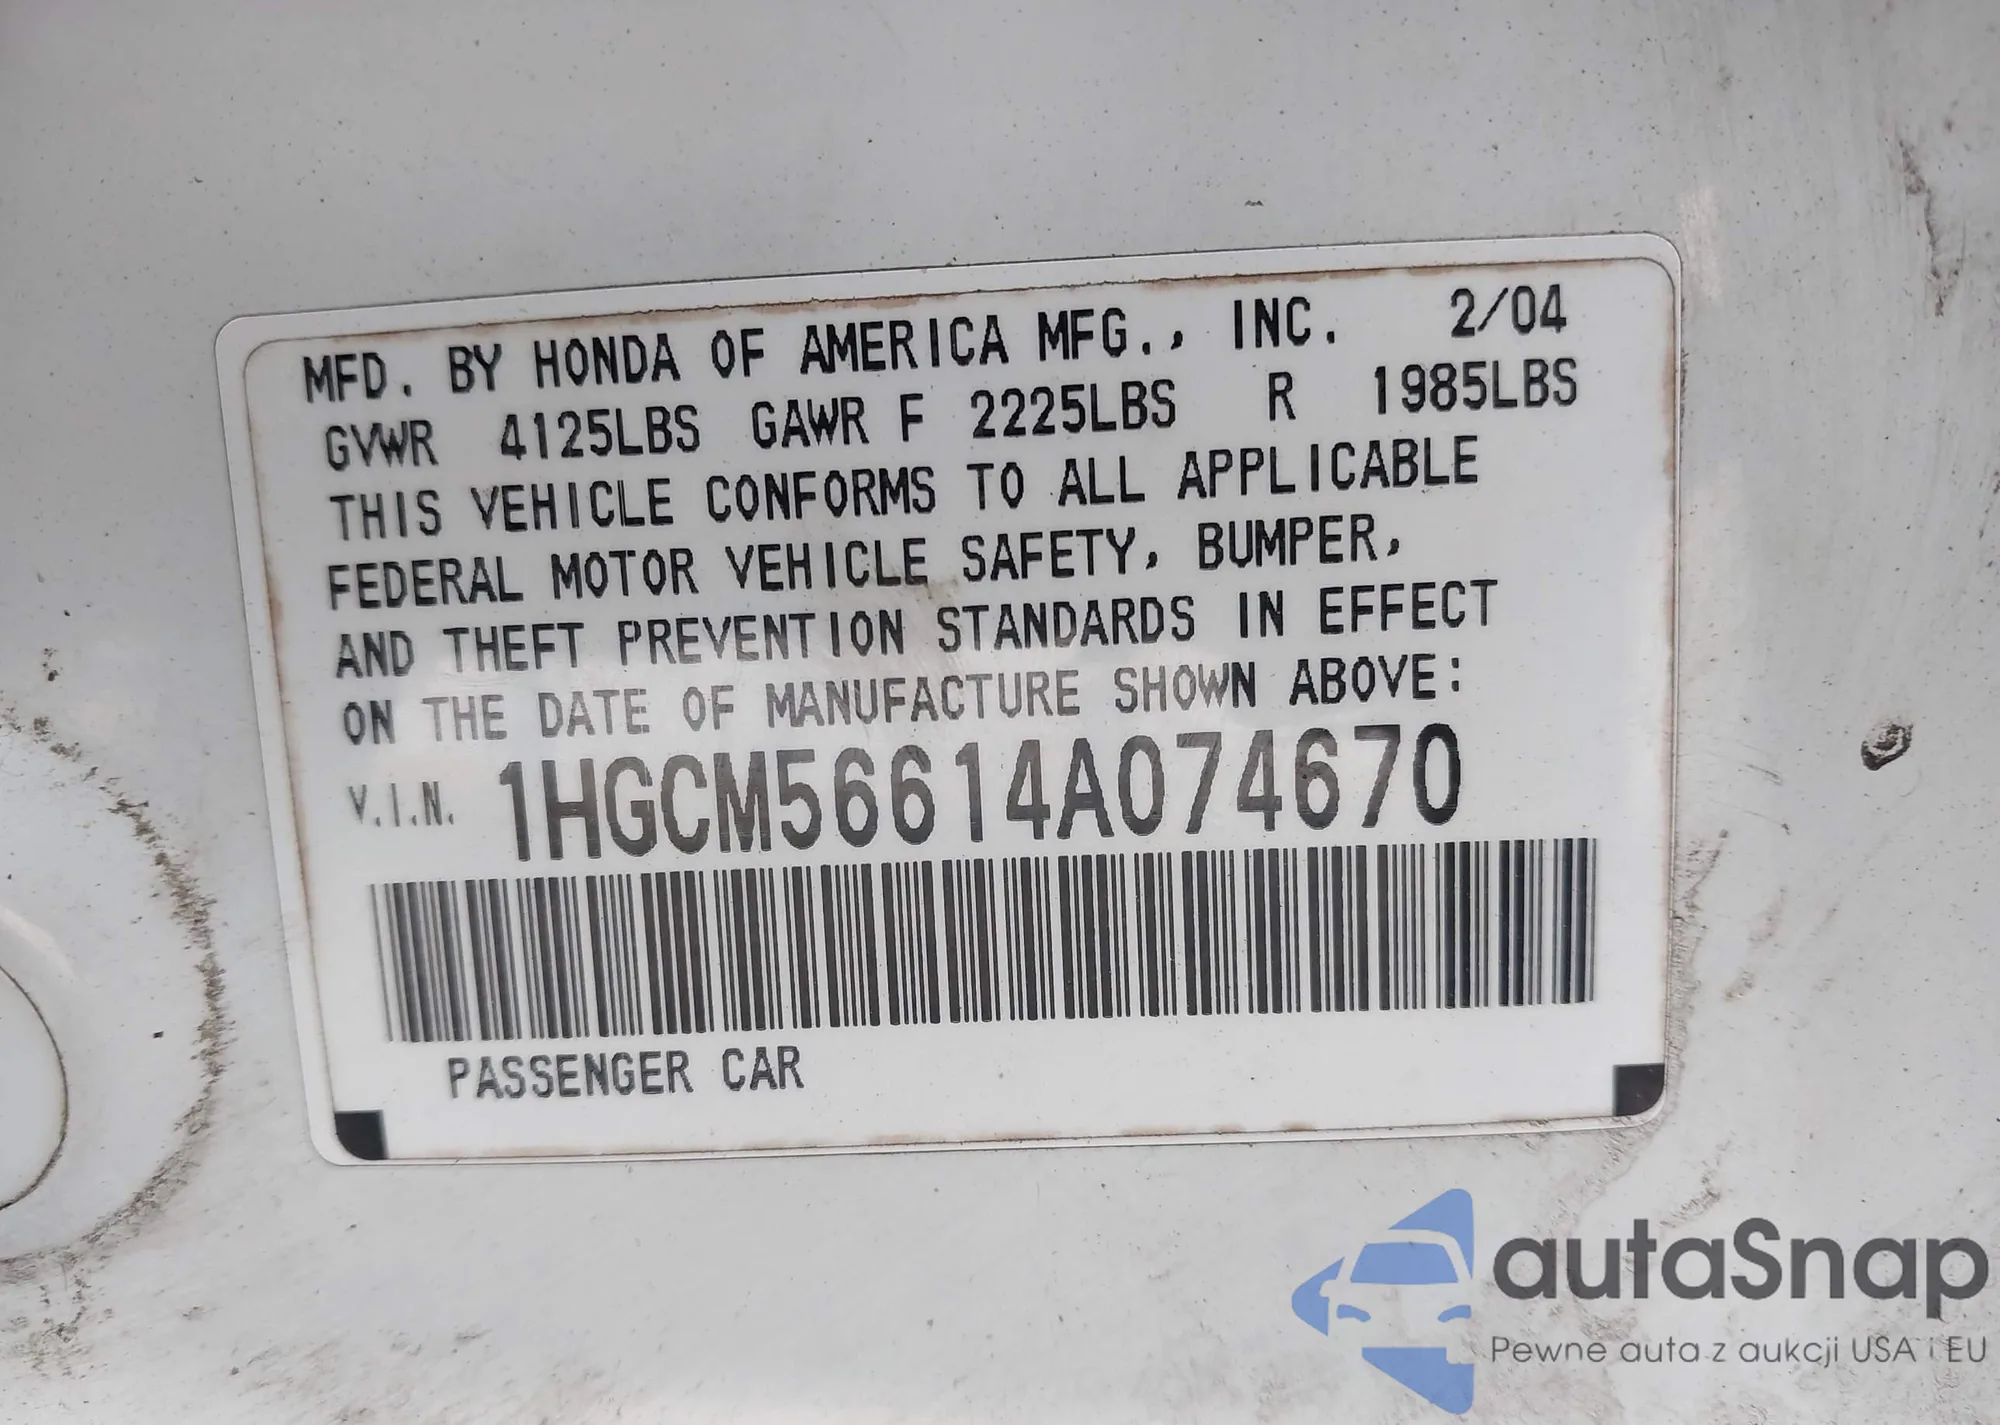 MFD. BY HONDA OF AMERICA MFG., INC. 2/04
GVWR 4125LBS GAWR F 2225LBS R 1985LBS
THIS VEHICLE CONFORMS TO ALL APPLICABLE
FEDERAL MOTOR VEHICLE SAFETY, BUMPER,
AND THEFT PREVENTION STANDARDS IN EFFECT
ON THE DATE OF MANUFACTURE SHOWN ABOVE:
V.I.N. 1HGCM56614A074670
PASSENGER CAR
autaSnap
Pewne auta z aukcji USA i EU